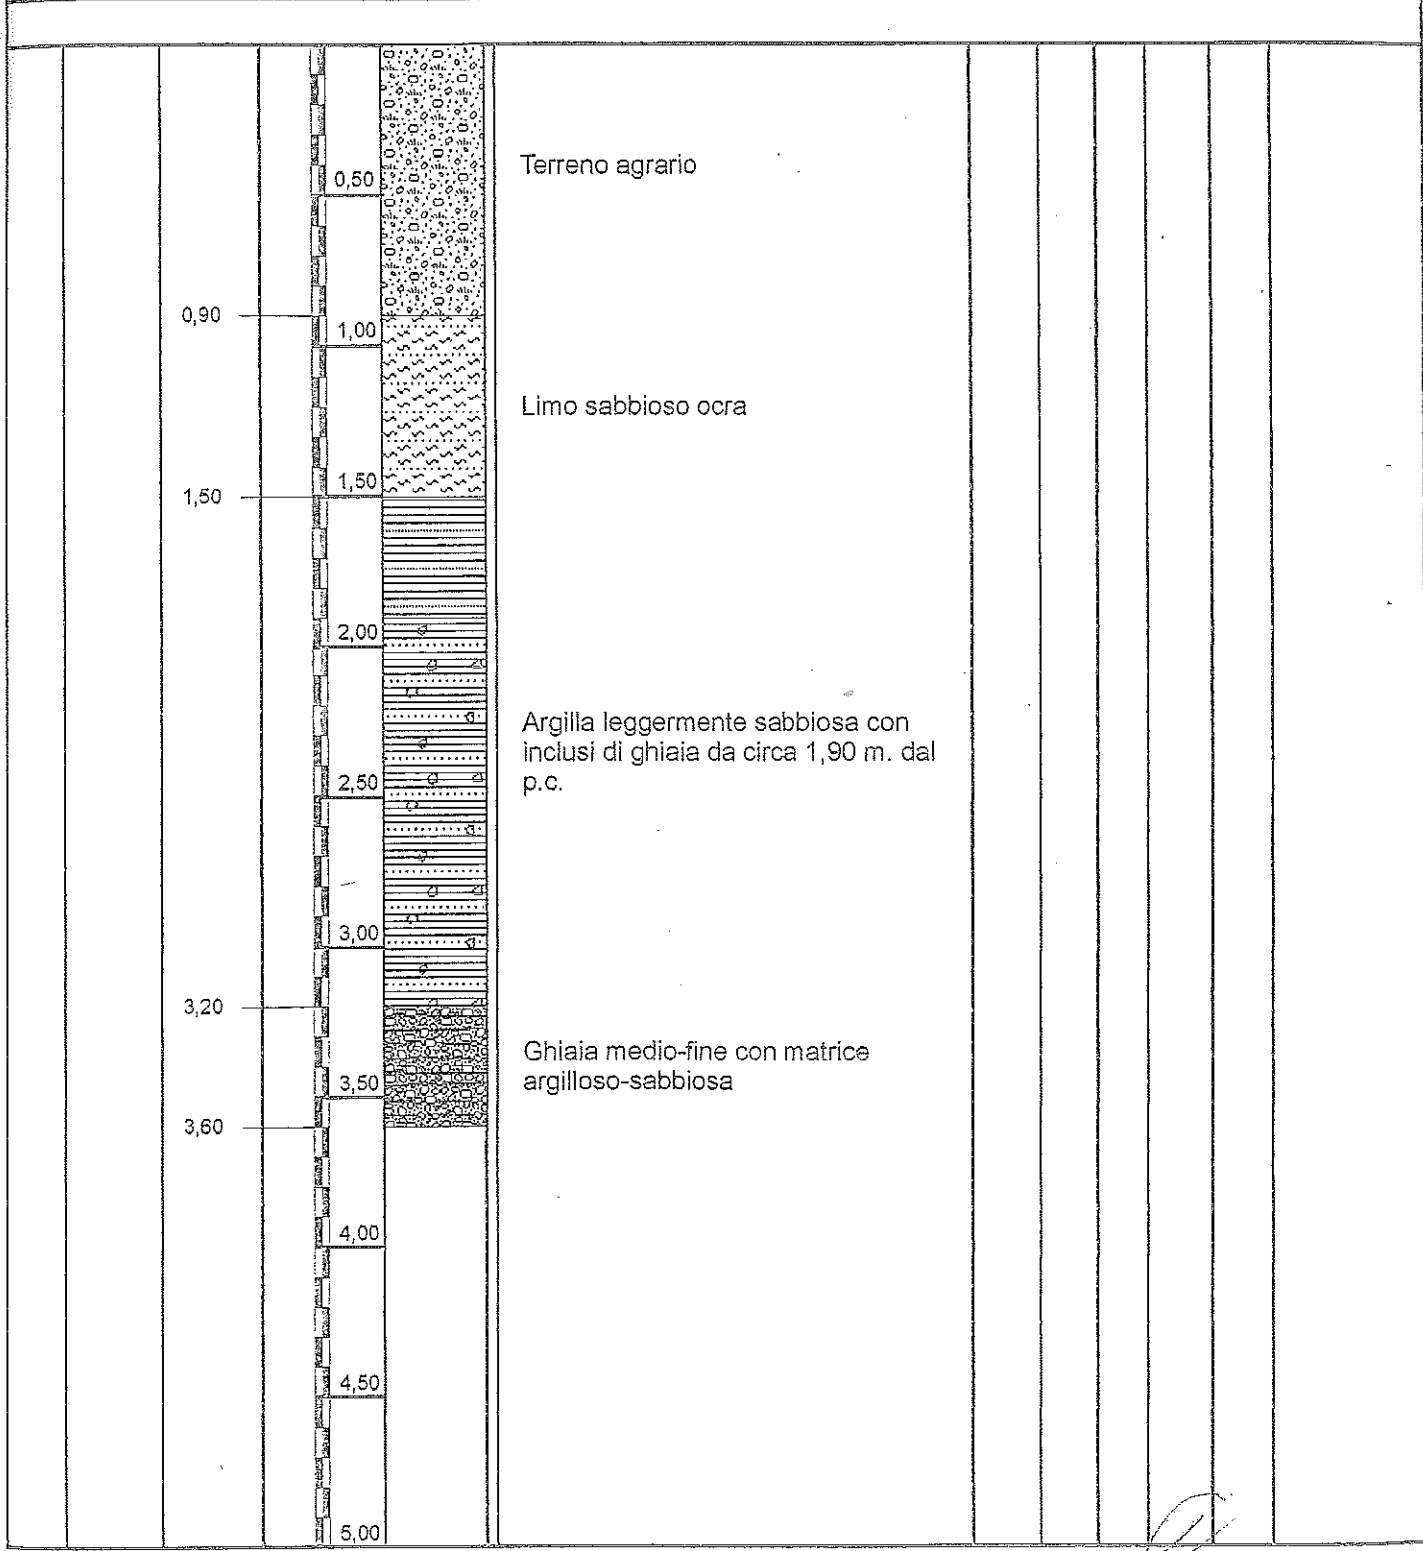 Terreno agrario
0,50
0,90
1,00
Limo sabbioso ocra
1,50
1,50
2,00
Argilla leggermente sabbiosa con
inclusi di ghiaia da circa 1,90 m. dal
p.c.
2,50
3,00
3,20
Ghiaia medio-fine con matrice
argilloso-sabbiosa
3,50
3,60
4,00
4,50
5,00